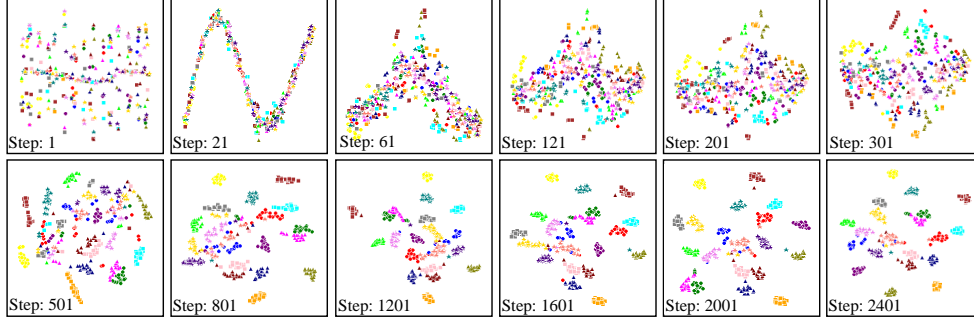 Step: 1
Step: 21
Step: 61
Step: 121
Step: 201
Step: 301
Step: 501
Step: 801
Step: 1201
Step: 1601
Step: 2001
Step: 2401